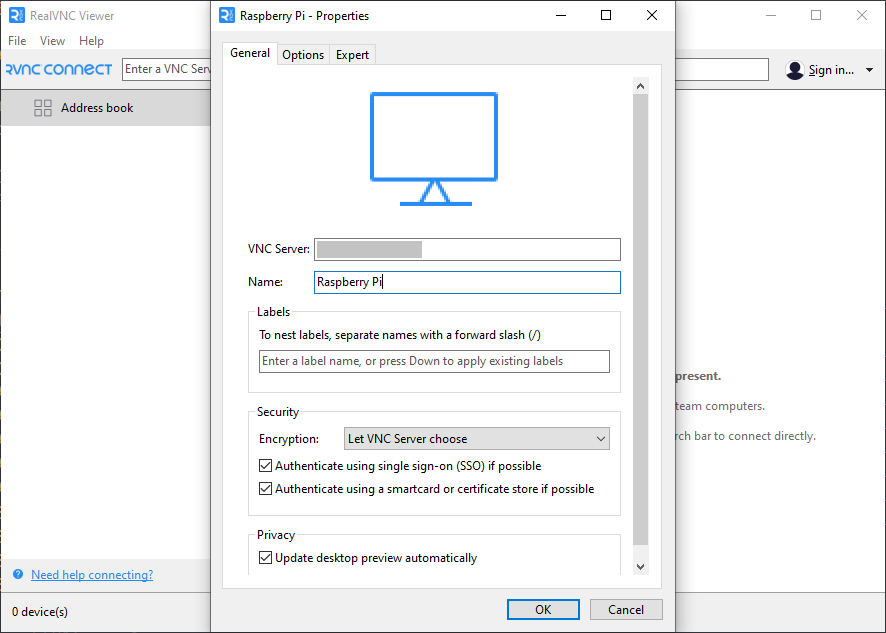 RealVNC Viewer
File View Help
RVNC CONNECT
Enter a VNC Serv
Sign in...
Address book
present.
team computers.
rch bar to connect directly.
Need help connecting?
0 device(s)
Raspberry Pi - Properties
General Options Expert
VNC Server:
Name: Raspberry Pi
Labels
To nest labels, separate names with a forward slash (/)
Enter a label name, or press Down to apply existing labels
Security
Encryption: Let VNC Server choose
Authenticate using single sign-on (SSO) if possible
Authenticate using a smartcard or certificate store if possible
Privacy
Update desktop preview automatically
OK Cancel